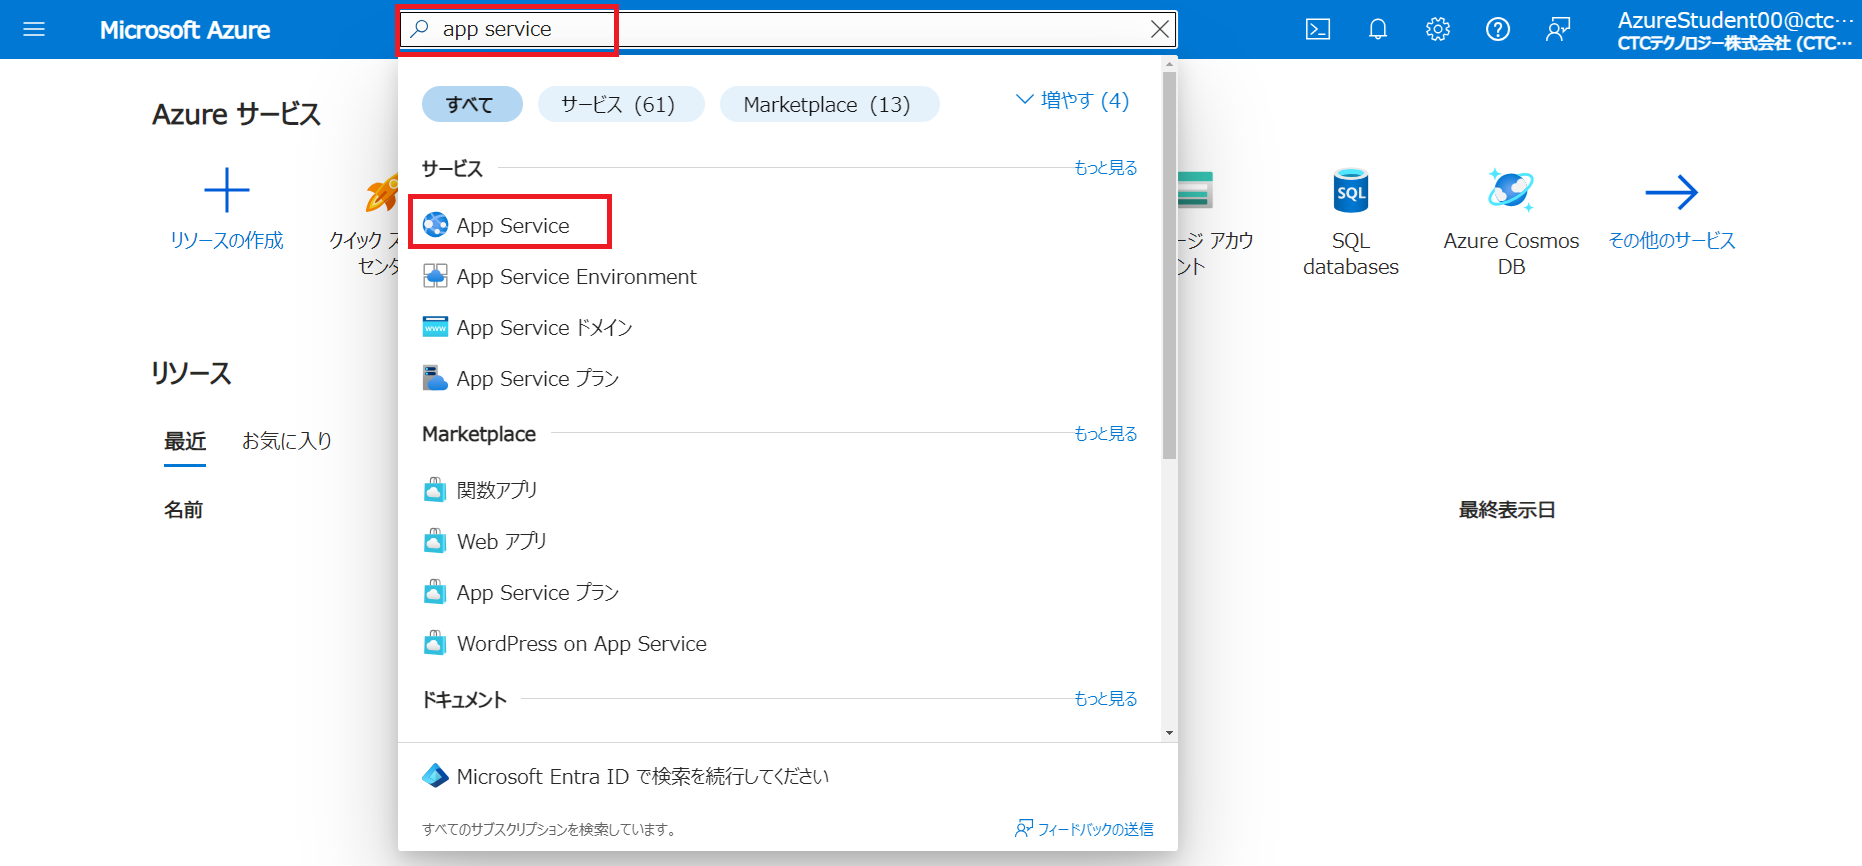 Microsoft Azure
app service
AzureStudent00@ctc…
CTCテクノロジー株式会社 (CTC…
すべて
サービス (61)
Marketplace (13)
増やす (4)
Azure サービス
サービス
もっと見る
リソースの作成
クイック ス
センタ
App Service
App Service Environment
App Service ドメイン
App Service プラン
ージ アカウ
ント
SQL
SQL
databases
Azure Cosmos
DB
その他のサービス
リソース
最近
お気に入り
名前
最終表示日
www
Marketplace
もっと見る
関数アプリ
Web アプリ
App Service プラン
WordPress on App Service
ドキュメント
もっと見る
Microsoft Entra ID で検索を続行してください
すべてのサブスクリプションを検索しています。
フィードバックの送信